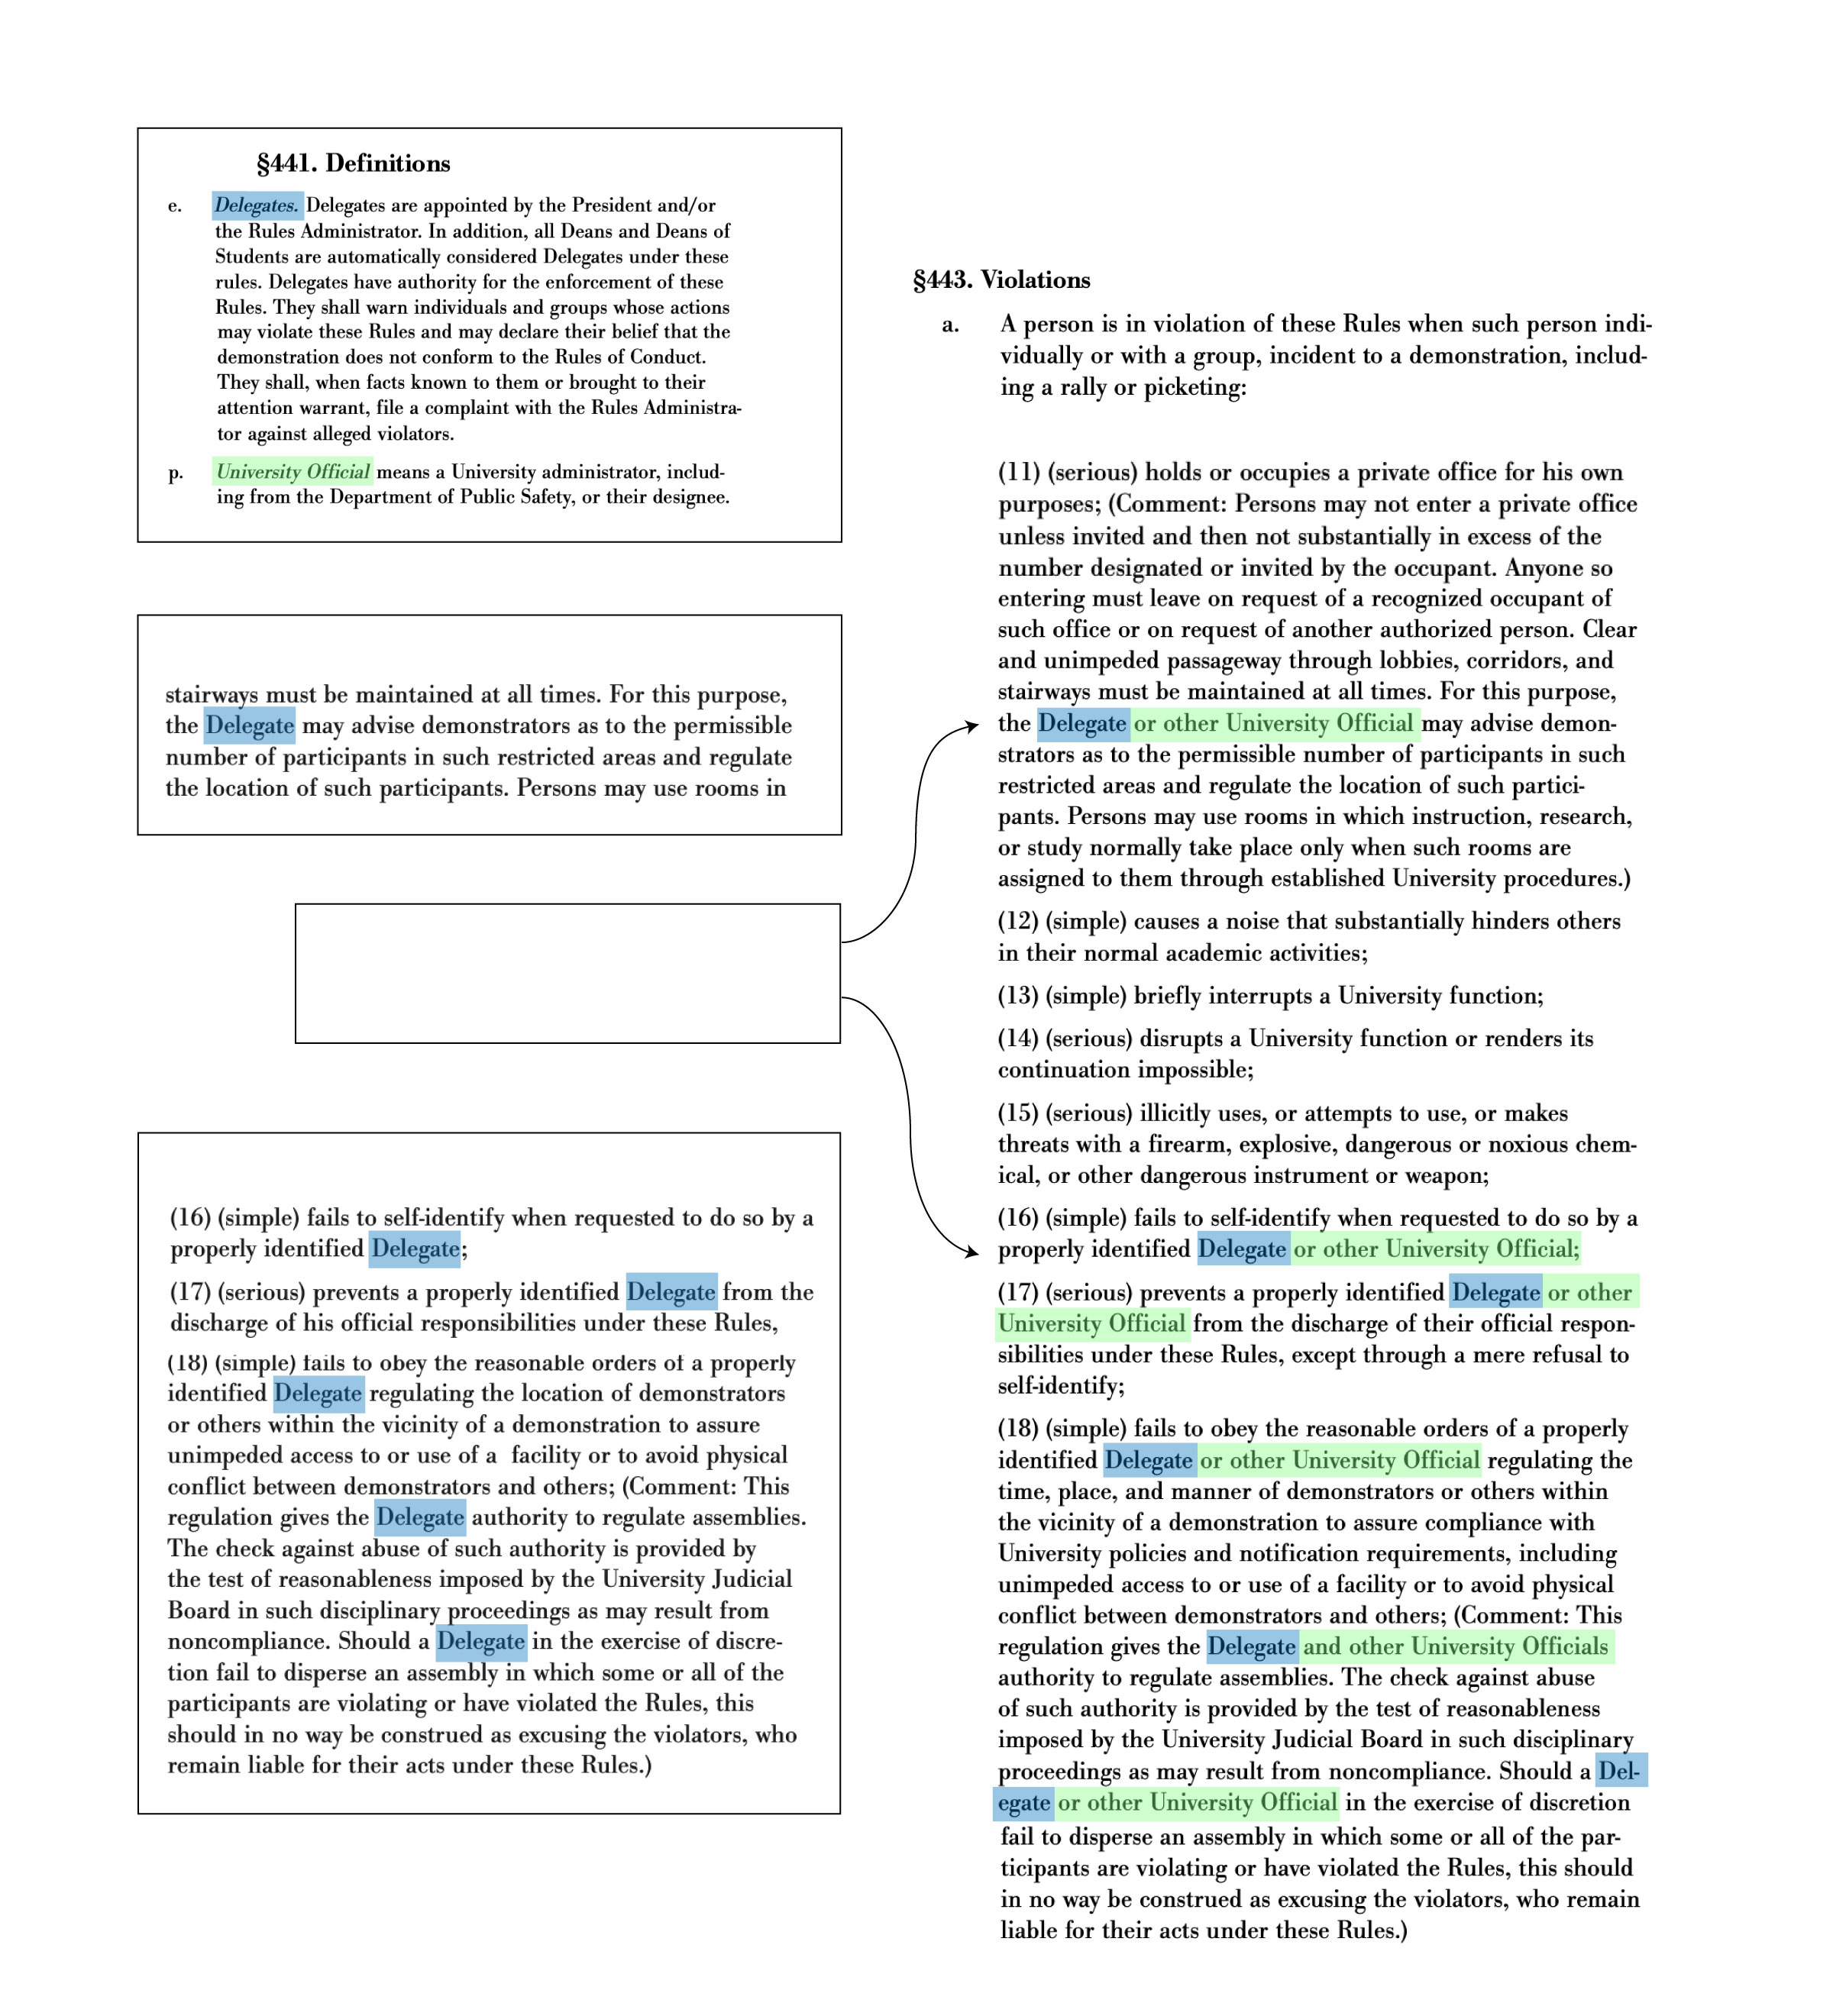 §441. Definitions
e. Delegates. Delegates are appointed by the President and/or
the Rules Administrator. In addition, all Deans and Deans of
Students are automatically considered Delegates under these
rules. Delegates have authority for the enforcement of these
Rules. They shall warn individuals and groups whose actions
may violate these Rules and may declare their belief that the
demonstration does not conform to the Rules of Conduct.
They shall, when facts known to them or brought to their
attention warrant, file a complaint with the Rules Administra-
tor against alleged violators.
p. University Official means a University administrator, includ-
ing from the Department of Public Safety, or their designee.
stairways must be maintained at all times. For this purpose,
the Delegate may advise demonstrators as to the permissible
number of participants in such restricted areas and regulate
the location of such participants. Persons may use rooms in
(16) (simple) fails to self-identify when requested to do so by a
properly identified Delegate;
(17) (serious) prevents a properly identified Delegate from the
discharge of his official responsibilities under these Rules,
(18) (simple) fails to obey the reasonable orders of a properly
identified Delegate regulating the location of demonstrators
or others within the vicinity of a demonstration to assure
unimpeded access to or use of a facility or to avoid physical
conflict between demonstrators and others; (Comment: This
regulation gives the Delegate authority to regulate assemblies.
The check against abuse of such authority is provided by
the test of reasonableness imposed by the University Judicial
Board in such disciplinary proceedings as may result from
noncompliance. Should a Delegate in the exercise of discre-
tion fail to disperse an assembly in which some or all of the
participants are violating or have violated the Rules, this
should in no way be construed as excusing the violators, who
remain liable for their acts under these Rules.)
§443. Violations
a. A person is in violation of these Rules when such person indi-
vidually or with a group, incident to a demonstration, includ-
ing a rally or picketing:
(11) (serious) holds or occupies a private office for his own
purposes; (Comment: Persons may not enter a private office
unless invited and then not substantially in excess of the
number designated or invited by the occupant. Anyone so
entering must leave on request of a recognized occupant of
such office or on request of another authorized person. Clear
and unimpeded passageway through lobbies, corridors, and
stairways must be maintained at all times. For this purpose,
the Delegate or other University Official may advise demon-
strators as to the permissible number of participants in such
restricted areas and regulate the location of such partici-
pants. Persons may use rooms in which instruction, research,
or study normally take place only when such rooms are
assigned to them through established University procedures.)
(12) (simple) causes a noise that substantially hinders others
in their normal academic activities;
(13) (simple) briefly interrupts a University function;
(14) (serious) disrupts a University function or renders its
continuation impossible;
(15) (serious) illicitly uses, or attempts to use, or makes
threats with a firearm, explosive, dangerous or noxious chem-
ical, or other dangerous instrument or weapon;
(16) (simple) fails to self-identify when requested to do so by a
properly identified Delegate or other University Official;
(17) (serious) prevents a properly identified Delegate or other
University Official from the discharge of their official respon-
sibilities under these Rules, except through a mere refusal to
self-identify;
(18) (simple) fails to obey the reasonable orders of a properly
identified Delegate or other University Official regulating the
time, place, and manner of demonstrators or others within
the vicinity of a demonstration to assure compliance with
University policies and notification requirements, including
unimpeded access to or use of a facility or to avoid physical
conflict between demonstrators and others; (Comment: This
regulation gives the Delegate and other University Officials
authority to regulate assemblies. The check against abuse
of such authority is provided by the test of reasonableness
imposed by the University Judicial Board in such disciplinary
proceedings as may result from noncompliance. Should a Del-
egate or other University Official in the exercise of discretion
fail to disperse an assembly in which some or all of the par-
ticipants are violating or have violated the Rules, this should
in no way be construed as excusing the violators, who remain
liable for their acts under these Rules.)